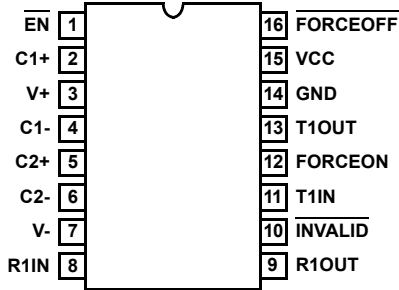 EN 1 16 FORCEOFF
C1+ 2 15 VCC
V+ 3 14 GND
C1- 4 13 T1OUT
C2+ 5 12 FORCEON
C2- 6 11 T1IN
V- 7 10 INVALID
R1IN 8 9 R1OUT